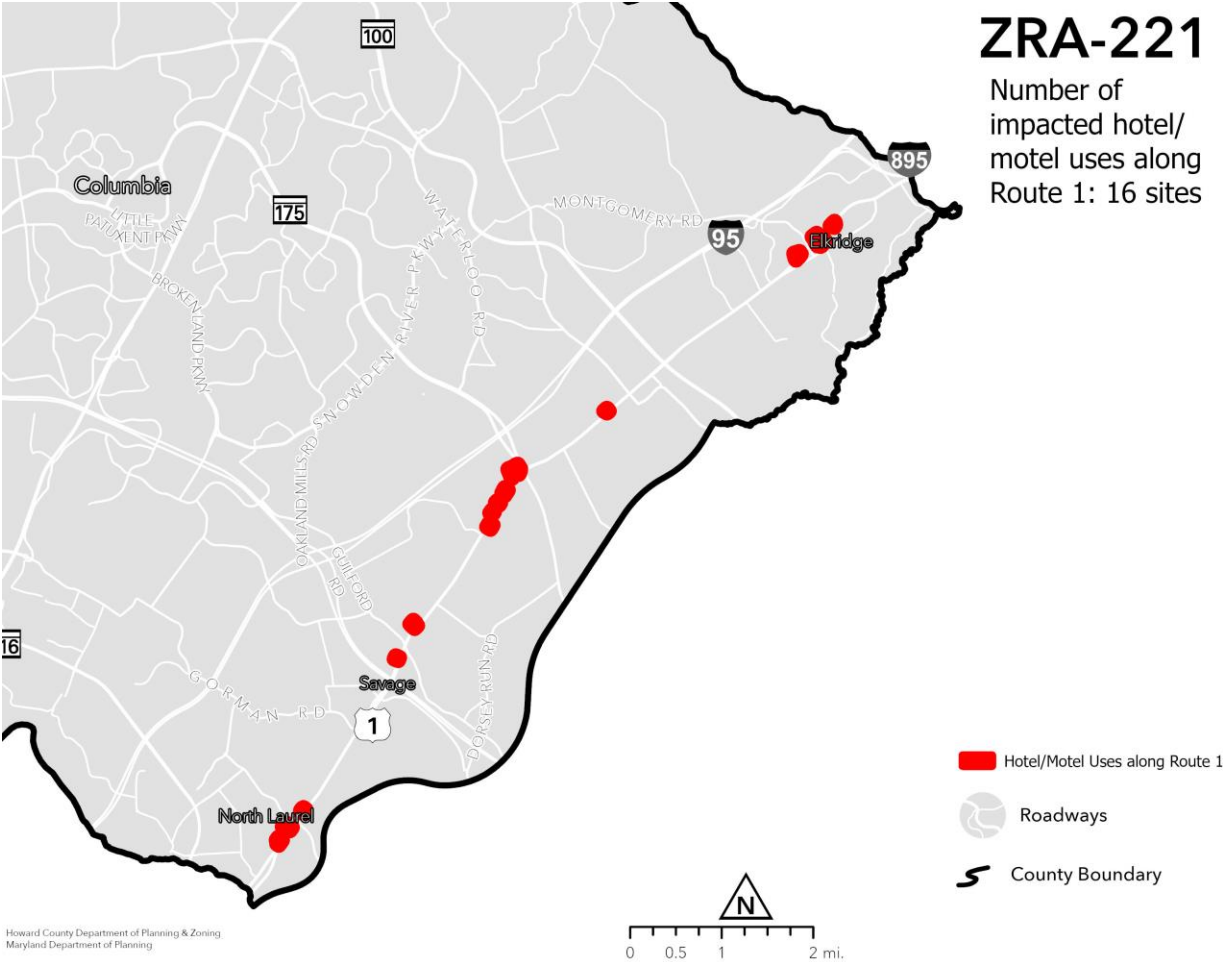 ZRA-221
Number of
impacted hotel/
motel uses along
Route 1: 16 sites
100
895
Columbia
175
LITTLE
PATUXENT PKWY
WATERLOO RD
MONTGOMERY RD
95
Elkridge
BROKEN LAND PKWY
SNOWDEN RIVER PKWY
OAKLAND MILLS RD
GUILFORD
RD
16
GORMAN RD
Savage
DORSEY RUN RD
1
North Laurel
Hotel/Motel Uses along Route 1
Roadways
County Boundary
N
0 0.5 1 2 mi.
Howard County Department of Planning & Zoning
Maryland Department of Planning